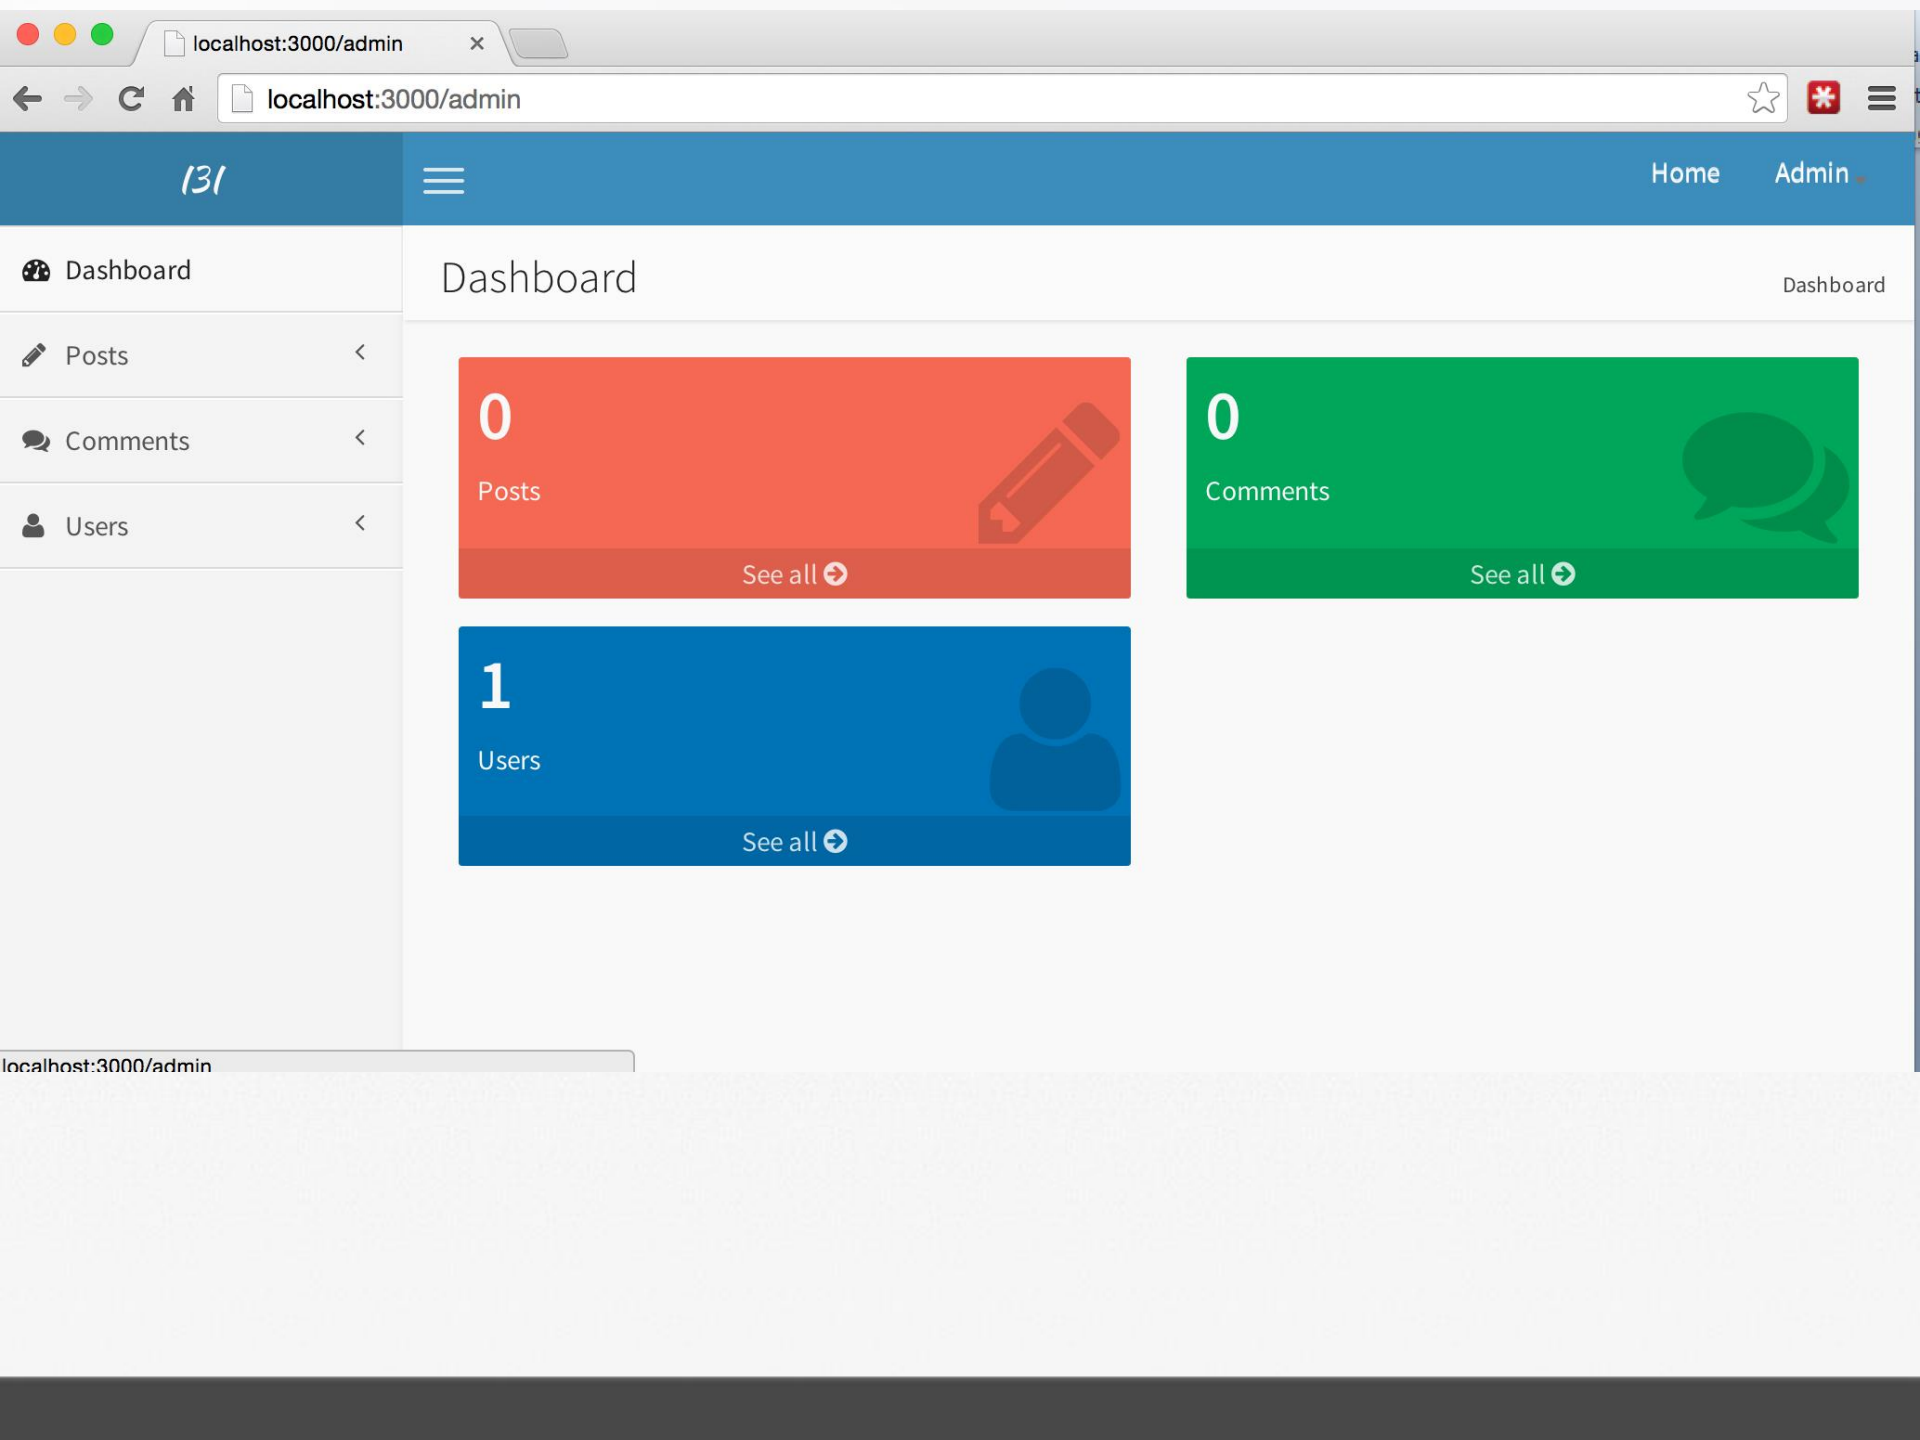 localhost:3000/admin
localhost:3000/admin
Home Admin
Dashboard
Posts
Comments
Users
Dashboard
Dashboard
0
Posts
See all
0
Comments
See all
1
Users
See all
localhost:3000/admin